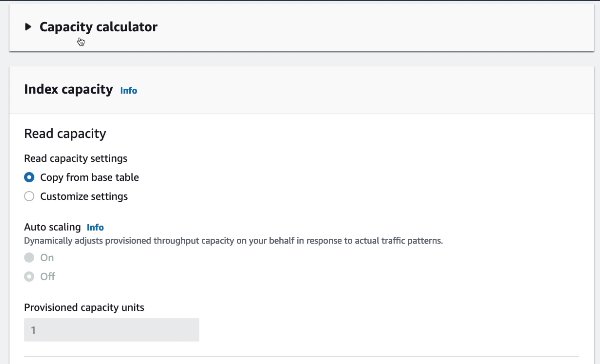 Capacity calculator
Index capacity Info
Read capacity
Read capacity settings
Copy from base table
Customize settings
Auto scaling Info
Dynamically adjusts provisioned throughput capacity on your behalf in response to actual traffic patterns.
On
Off
Provisioned capacity units
1